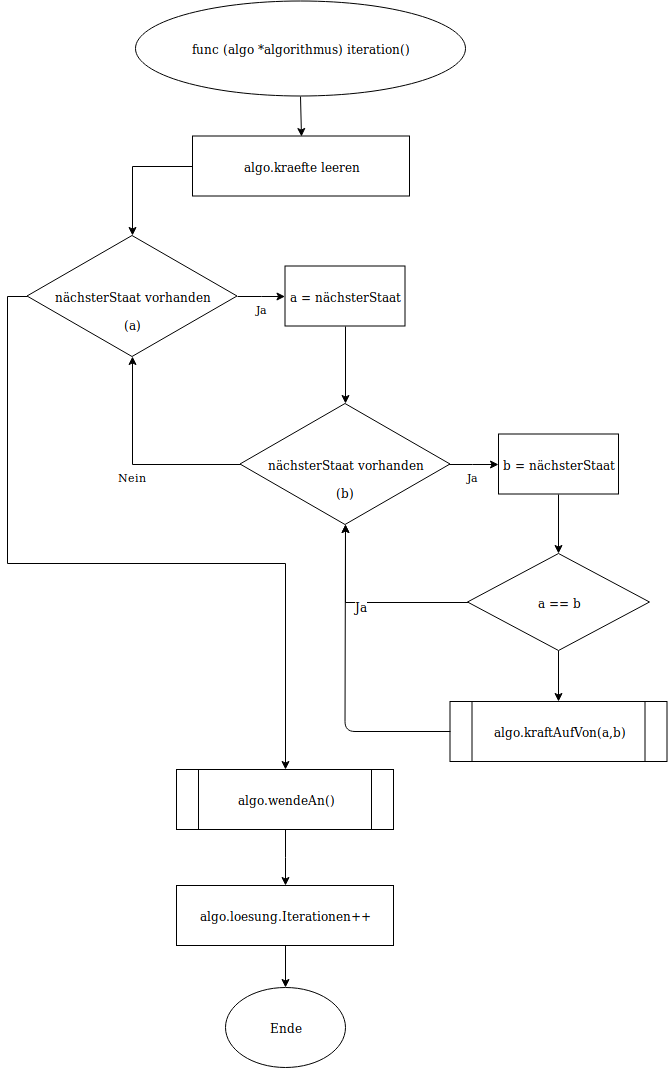 func (algo *algorithmus) iteration()
algo.kraefte leeren
nächsterStaat vorhanden
(a)
Ja
a = nächsterStaat
nächsterStaat vorhanden
(b)
Nein
Ja
b = nächsterStaat
a == b
Ja
algo.kraftAufVon(a,b)
algo.wendeAn()
algo.loesung.Iterationen++
Ende